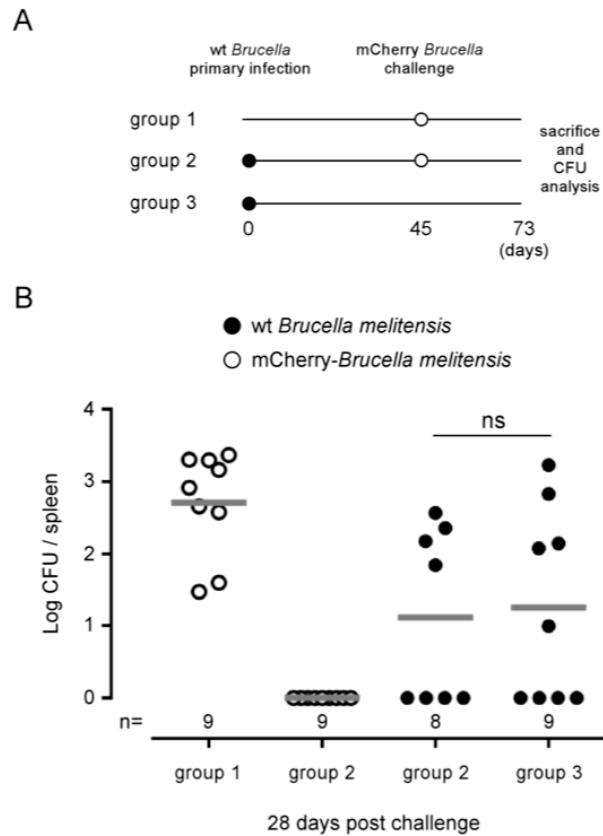 A
wt Brucella
primary infection
mCherry Brucella
challenge
group 1
group 2
group 3
sacrifice
and
CFU
analysis
0 45 73
(days)
B
wt Brucella melitensis
mCherry-Brucella melitensis
ns
Log CFU / spleen
4
3
2
1
0
n= 9 9 8 9
group 1 group 2 group 2 group 3
28 days post challenge